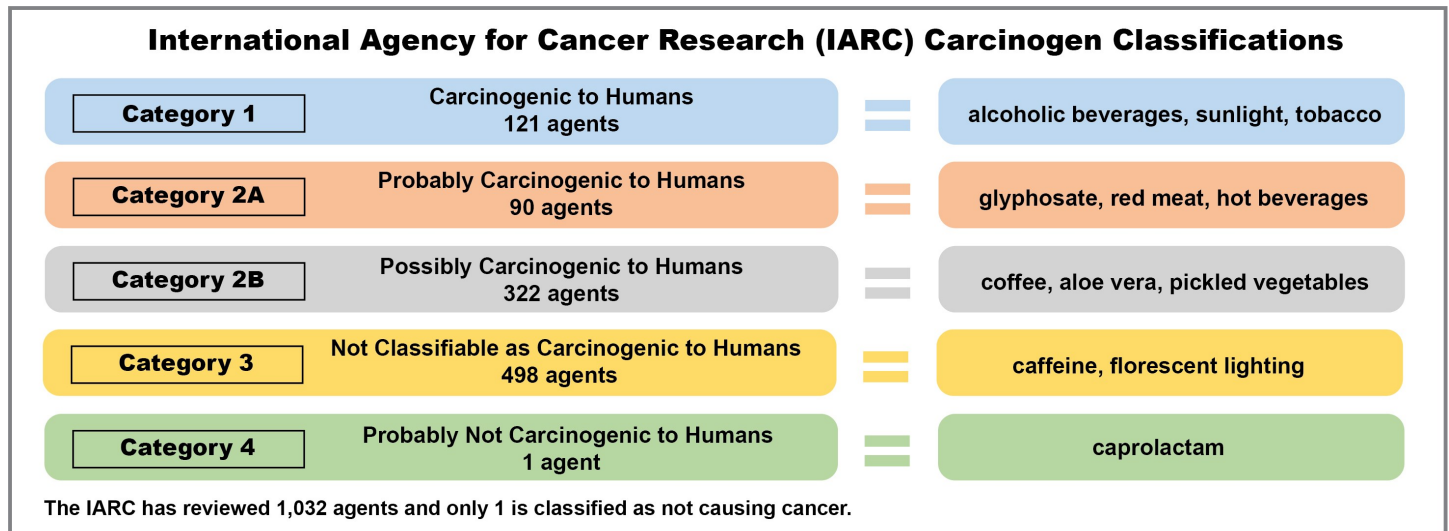 International Agency for Cancer Research (IARC) Carcinogen Classifications
Category 1
Carcinogenic to Humans
121 agents
alcoholic beverages, sunlight, tobacco
Category 2A
Probably Carcinogenic to Humans
90 agents
glyphosate, red meat, hot beverages
Category 2B
Possibly Carcinogenic to Humans
322 agents
coffee, aloe vera, pickled vegetables
Category 3
Not Classifiable as Carcinogenic to Humans
498 agents
caffeine, florescent lighting
Category 4
Probably Not Carcinogenic to Humans
1 agent
caprolactam
The IARC has reviewed 1,032 agents and only 1 is classified as not causing cancer.